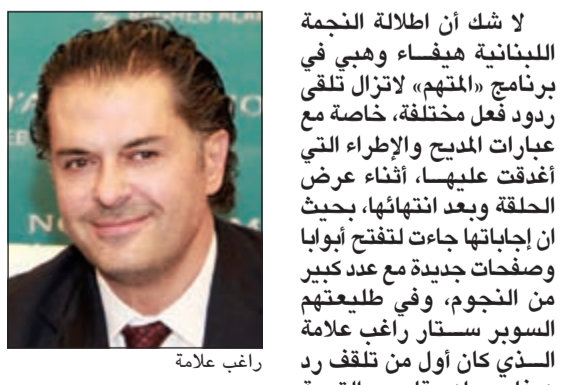 لا شك أن اطلالة النجمة
اللبنانية هيفاء وهبي في
برنامج «المتهم» لاتزال تلقى
ردود فعل مختلفة، خاصة مع
عبارات المديح والإطراء التي
أغدقت عليها، أثناء عرض
الحلقة وبعد انتهائها، بحيث
ان إجاباتها جاءت لتفتح أبوابا
وصفحات جديدة مع عدد كبير
من النجوم، وفي طليعتهم
السوبر ستار راغب علامة
الذي كان أول من تلقف رد
راغب علامة